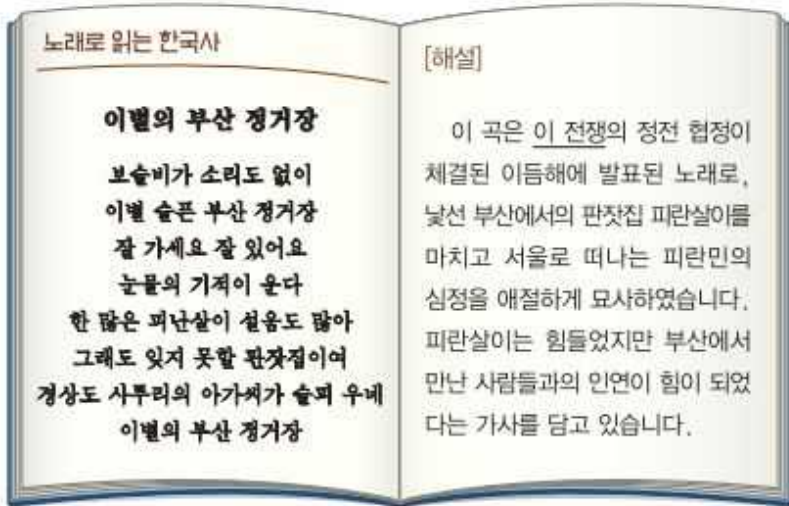 노래로 읽는 한국사
이별의 부산 정거장
보슬비가 소리도 없이
이별 슬픈 부산 정거장
잘 가세요 잘 있어요
눈물의 기적이 운다
한 많은 피난살이 설움도 많아
그래도 잊지 못할 판잣집이여
경상도 사투리의 아가씨가 슬피 우네
이별의 부산 정거장
[해설]
이 곡은 이 전쟁의 정전 협정이
체결된 이듬해에 발표된 노래로,
낯선 부산에서의 판잣집 피란살이를
마치고 서울로 떠나는 피란민의
심정을 애절하게 묘사하였습니다.
피란살이는 힘들었지만 부산에서
만난 사람들과의 인연이 힘이 되었
다는 가사를 담고 있습니다.